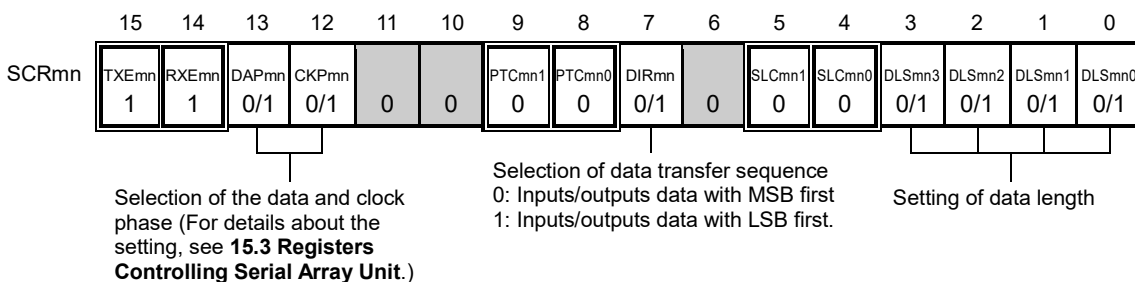 15 14 13 12 11 10 9 8 7 6 5 4 3 2 1 0
SCRmn TXEmn RXEmn DAPmn CKPmn PTCmn1 PTCmn0 DIRmn SLCmn1 SLCmn0 DLSmn3 DLSmn2 DLSmn1 DLSmn0
1 1 0/1 0/1 0 0 0 0 0/1 0 0 0 0/1 0/1 0/1 0/1
Selection of the data and clock
phase (For details about the
setting, see 15.3 Registers
Controlling Serial Array Unit.)
Selection of data transfer sequence
0: Inputs/outputs data with MSB first
1: Inputs/outputs data with LSB first.
Setting of data length